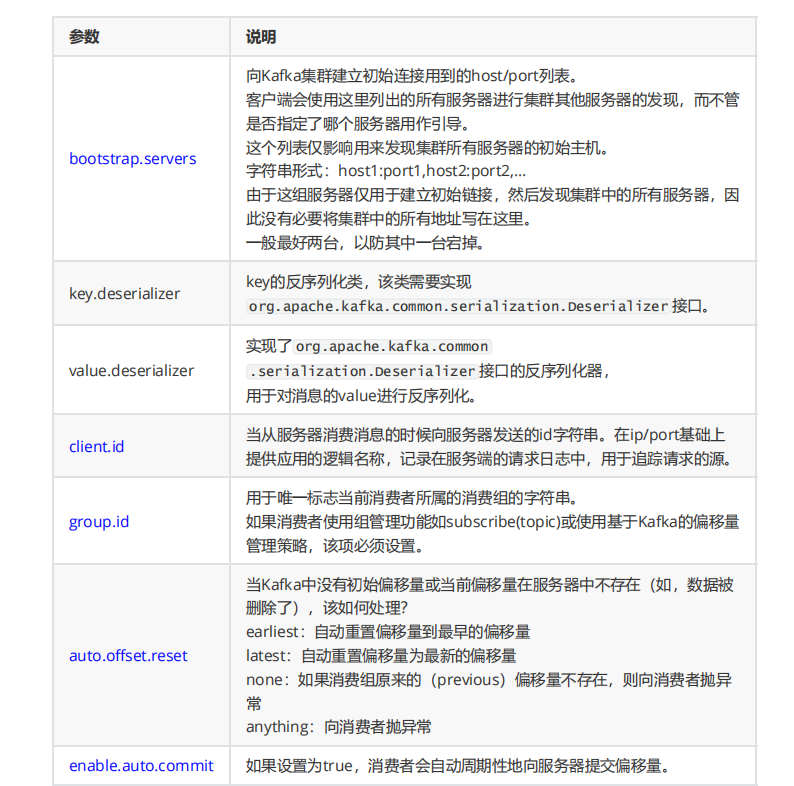 参数 说明
向Kafka集群建立初始连接用到的host/port列表。
客户端会使用这里列出的所有服务器进行集群其他服务器的发现，而不管
是否指定了哪个服务器用作引导。
这个列表仅影响用来发现集群所有服务器的初始主机。
bootstrap.servers
字符串形式：host1:port1,host2:port2,...
由于这组服务器仅用于建立初始链接，然后发现集群中的所有服务器，因
此没有必要将集群中的所有地址写在这里。
一般最好两台，以防其中一台宕掉。
key.deserializer
key的反序列化类，该类需要实现
org.apache.kafka.common.serialization.Deserializer 接口。
value.deserializer
实现了 org.apache.kafka.common
.serialization.Deserializer 接口的反序列化器，
用于对消息的value进行反序列化。
client.id
当从服务器消费消息的时候向服务器发送的id字符串。在ip/port基础上
提供应用的逻辑名称，记录在服务端的请求日志中，用于追踪请求的源。
group.id
用于唯一标志当前消费者所属的消费组的字符串。
如果消费者使用组管理功能如subscribe(topic)或使用基于Kafka的偏移量
管理策略，该项必须设置。
auto.offset.reset
当Kafka中没有初始偏移量或当前偏移量在服务器中不存在（如，数据被
删除了），该如何处理？
earliest：自动重置偏移量到最早的偏移量
latest：自动重置偏移量为最新的偏移量
none：如果消费组原来的（previous）偏移量不存在，则向消费者抛异
常
anything：向消费者抛异常
enable.auto.commit
如果设置为true，消费者会自动周期性地向服务器提交偏移量。